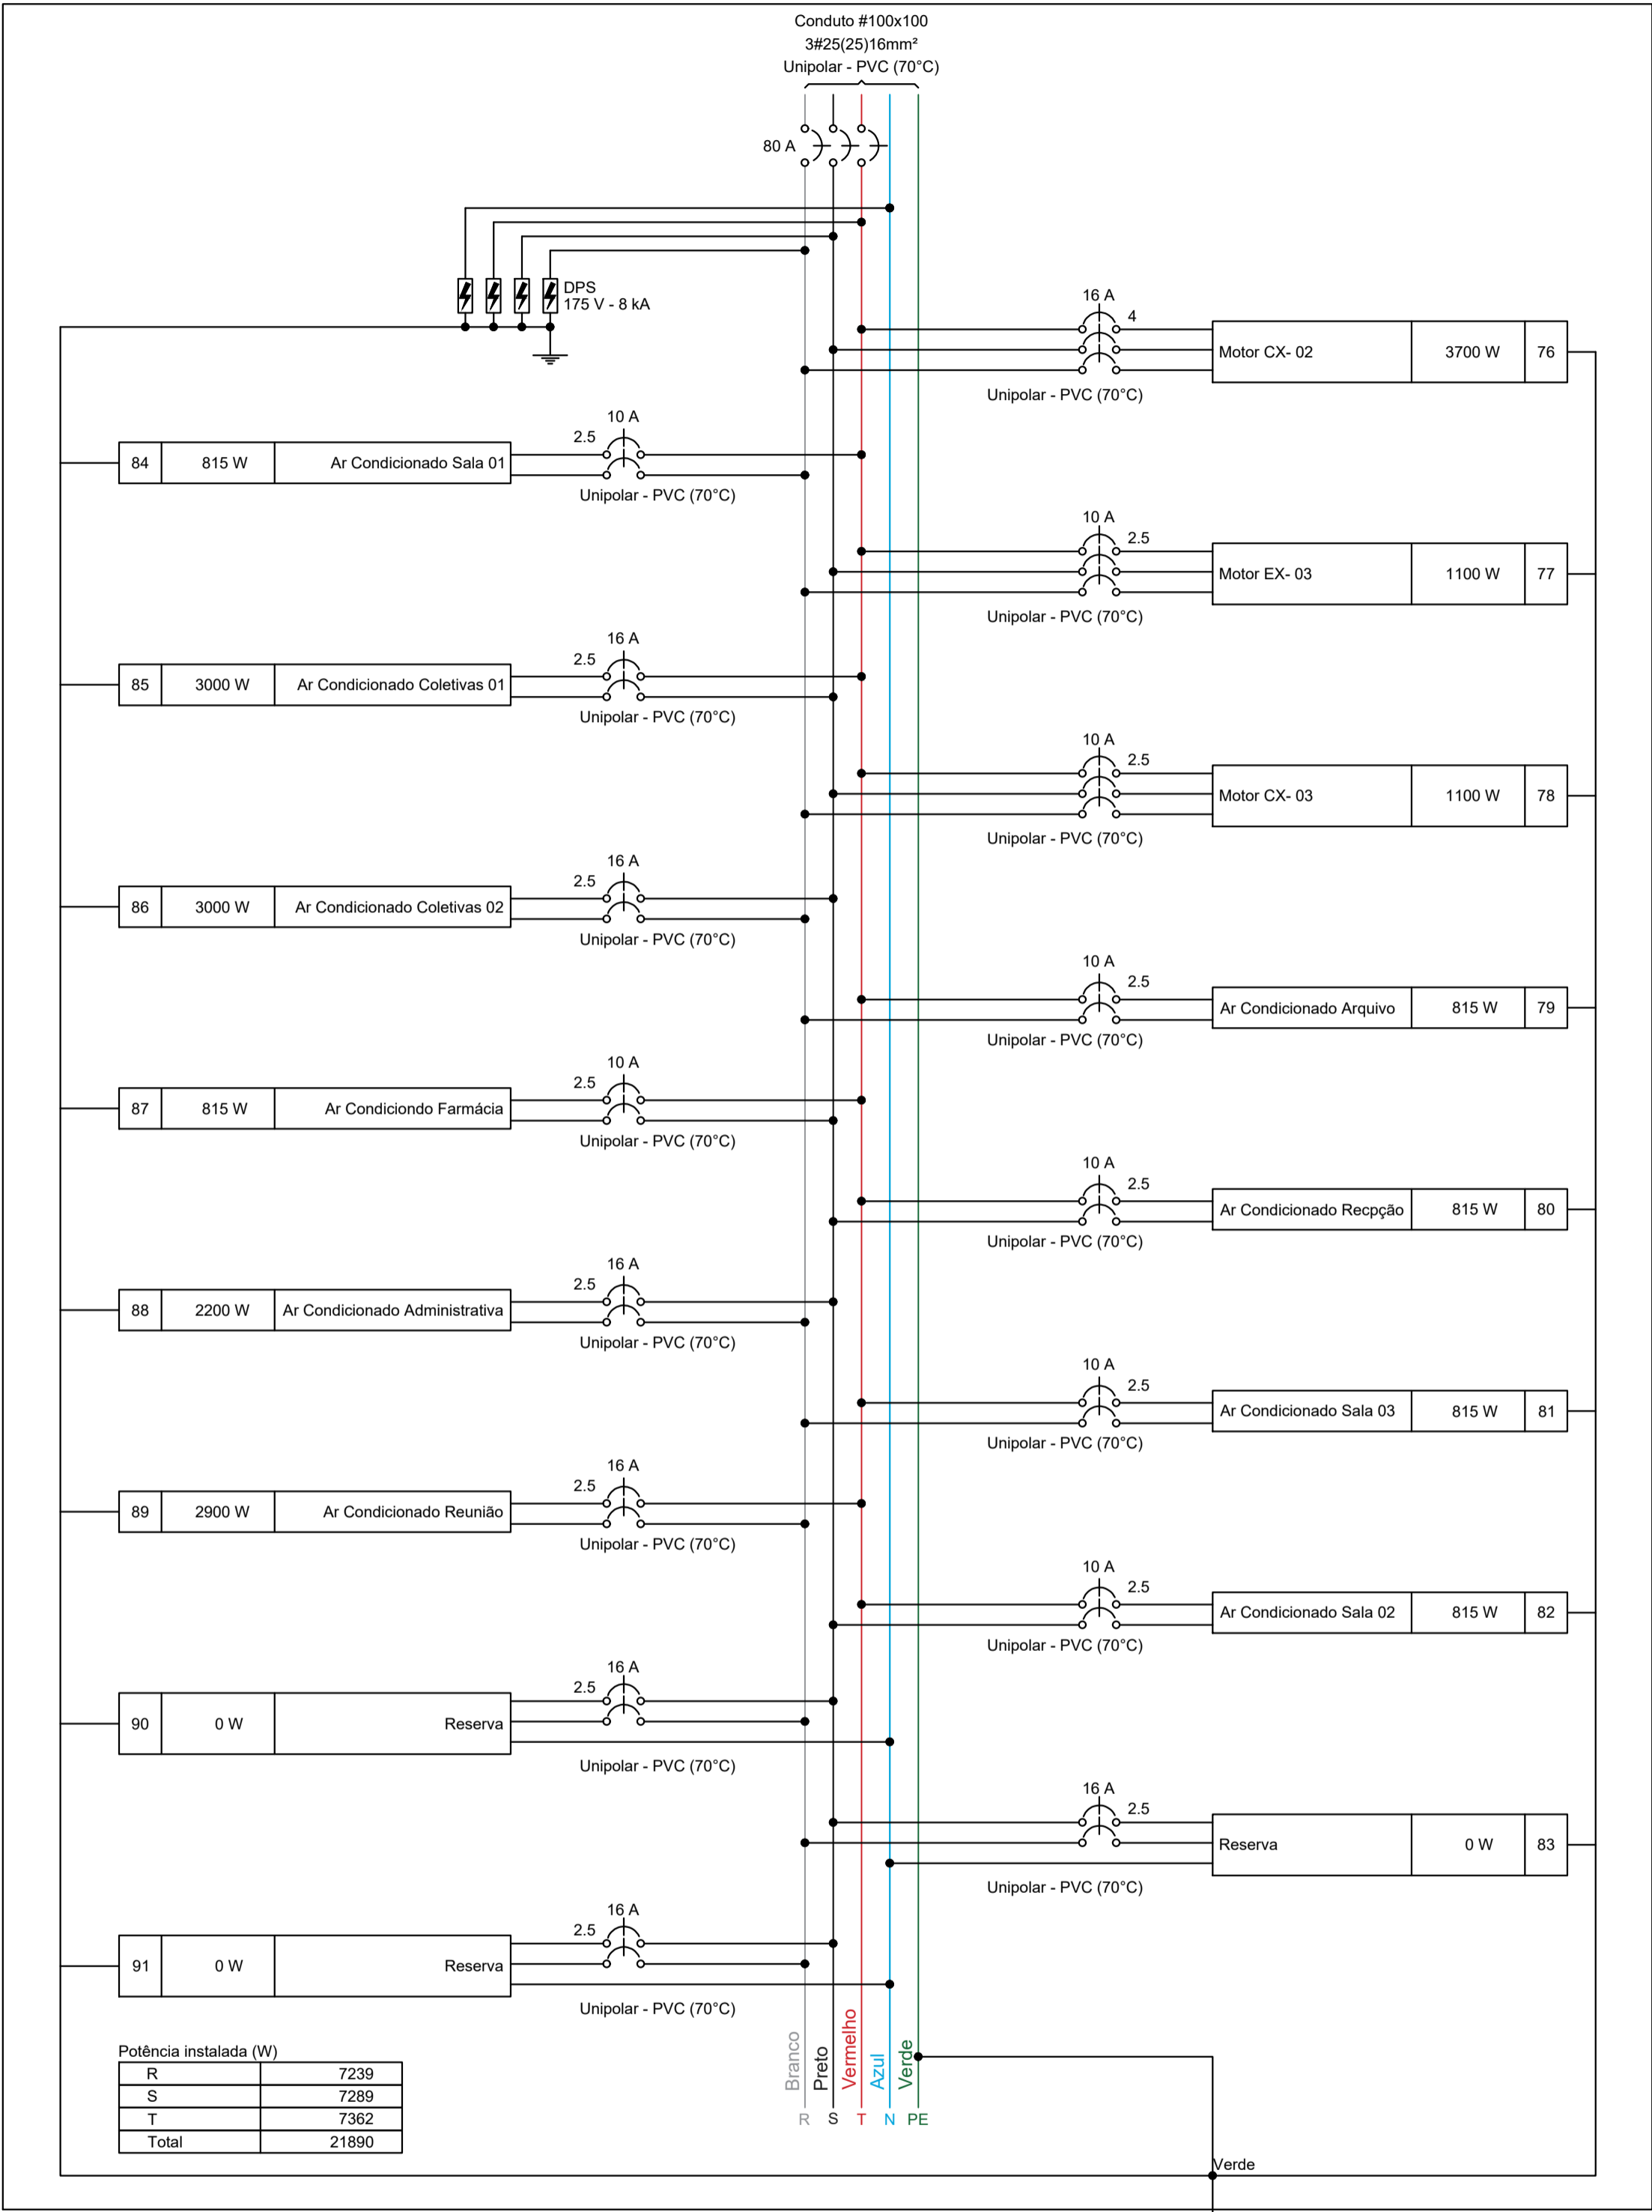 Conduto #100x100
3#25(25)16mm²
Unipolar - PVC (70°C)
80 A
DPS
175 V - 8 kA
16 A
4
Motor CX- 02 3700 W 76
Unipolar - PVC (70°C)
10 A
2.5
84 815 W Ar Condicionado Sala 01
Unipolar - PVC (70°C)
10 A
2.5
Motor EX- 03 1100 W 77
Unipolar - PVC (70°C)
16 A
2.5
85 3000 W Ar Condicionado Coletivas 01
Unipolar - PVC (70°C)
10 A
2.5
Motor CX- 03 1100 W 78
Unipolar - PVC (70°C)
16 A
2.5
86 3000 W Ar Condicionado Coletivas 02
Unipolar - PVC (70°C)
10 A
2.5
Ar Condicionado Arquivo 815 W 79
Unipolar - PVC (70°C)
10 A
2.5
87 815 W Ar Condiciondo Farmácia
Unipolar - PVC (70°C)
10 A
2.5
Ar Condicionado Recpção 815 W 80
Unipolar - PVC (70°C)
16 A
2.5
88 2200 W Ar Condicionado Administrativa
Unipolar - PVC (70°C)
10 A
2.5
Ar Condicionado Sala 03 815 W 81
Unipolar - PVC (70°C)
16 A
2.5
89 2900 W Ar Condicionado Reunião
Unipolar - PVC (70°C)
10 A
2.5
Ar Condicionado Sala 02 815 W 82
Unipolar - PVC (70°C)
16 A
2.5
90 0 W Reserva
Unipolar - PVC (70°C)
16 A
2.5
Reserva 0 W 83
Unipolar - PVC (70°C)
16 A
2.5
91 0 W Reserva
Unipolar - PVC (70°C)
Branco
Preto
Vermelho
Azul
Verde
R S T N PE
Potência instalada (W)
R 7239
S 7289
T 7362
Total 21890
Verde